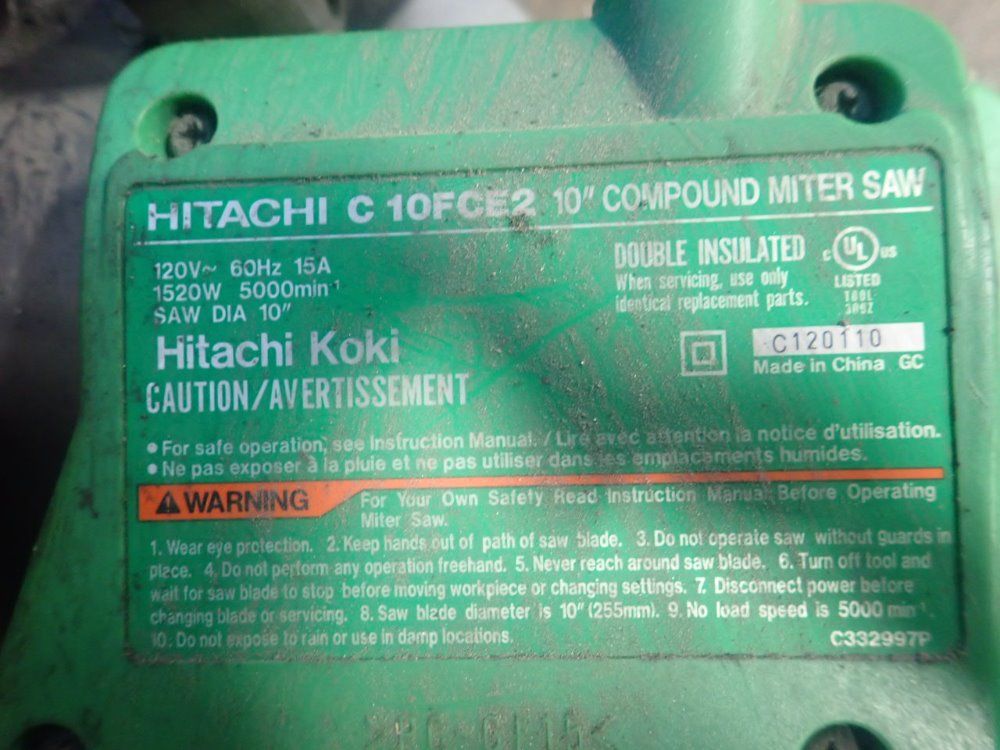 HITACHI C 10FCE2 10" COMPOUND MITER SAW
120V~ 60Hz 15A
1520W 5000min-1
SAW DIA 10"
DOUBLE INSULATED
When servicing, use only
identical replacement parts.
C UL US
LISTED
TOOL
Hitachi Koki
C120110
Made in China GC
CAUTION/AVERTISSEMENT
• For safe operation, see Instruction Manual. / Lire avec attention la notice d'utilisation.
• Ne pas exposer à la pluie et ne pas utiliser dans les emplacements humides.
WARNING For Your Own Safety Read Instruction Manual Before Operating
Miter Saw.
1. Wear eye protection. 2. Keep hands out of path of saw blade. 3. Do not operate saw without guards in
place. 4. Do not perform any operation freehand. 5. Never reach around saw blade. 6. Turn off tool and
wait for saw blade to stop before moving workpiece or changing settings. 7. Disconnect power before
changing blade or servicing. 8. Saw blade diameter is 10" (255mm). 9. No load speed is 5000 min-1.
10. Do not expose to rain or use in damp locations.
C332997P